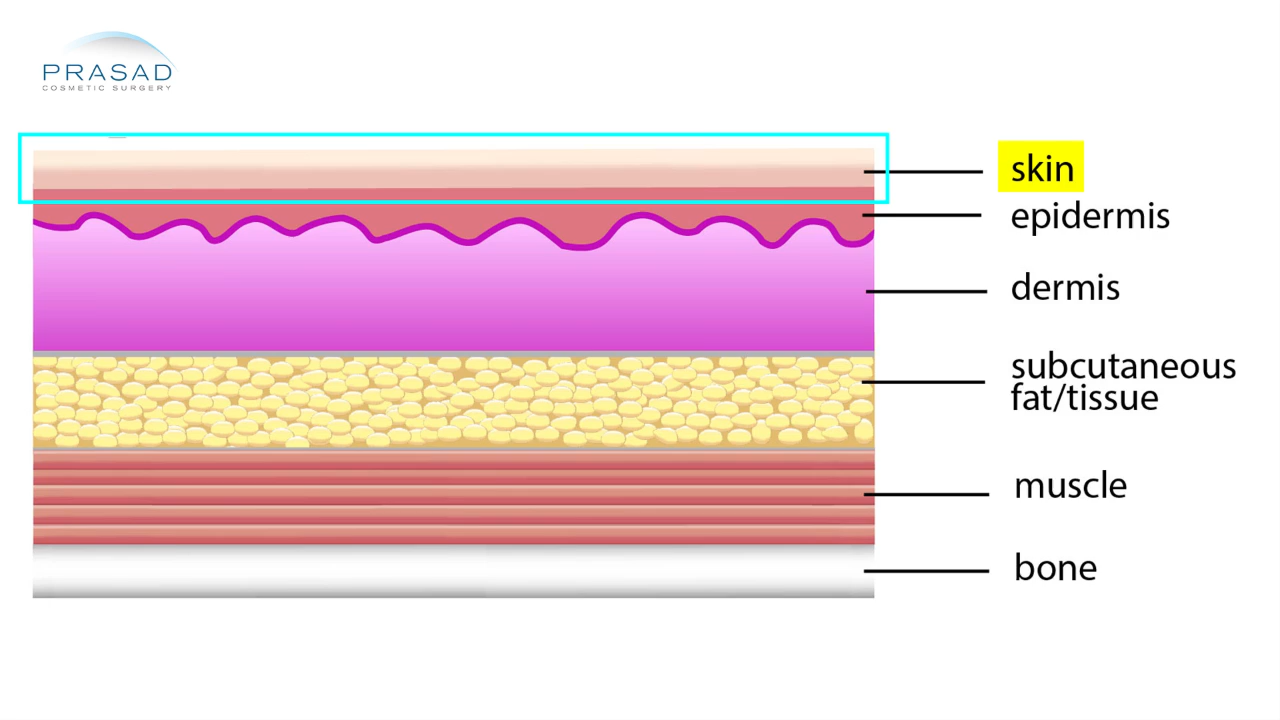 PRASAD
COSMETIC SURGERY
skin
epidermis
dermis
subcutaneous
fat/tissue
muscle
bone